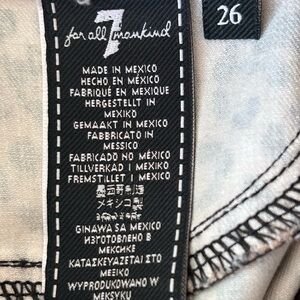 7
for all mankind
26
MADE IN MEXICO
HECHO EN MÉXICO
FABRIQUÉ EN MEXIQUE
HERGESTELLT IN
MEXIKO
GEMAAKT IN MEXICO
FABBRICATO IN
MESSICO
FABRICADO NO MÉXICO
TILLVERKAD I MEXICO
FREMSTILLET I MEXICO
メキシコ製
GINAWA SA MEXICO
ИЗГОТОВЛЕНО В
МЕКСИКЕ
ΚΑΤΑΣΚΕΥΑΖΕΤΑΙ ΣΤΟ
ΜΕΞΙΚΟ
WYPRODUKOWANO W
MEKSYKU